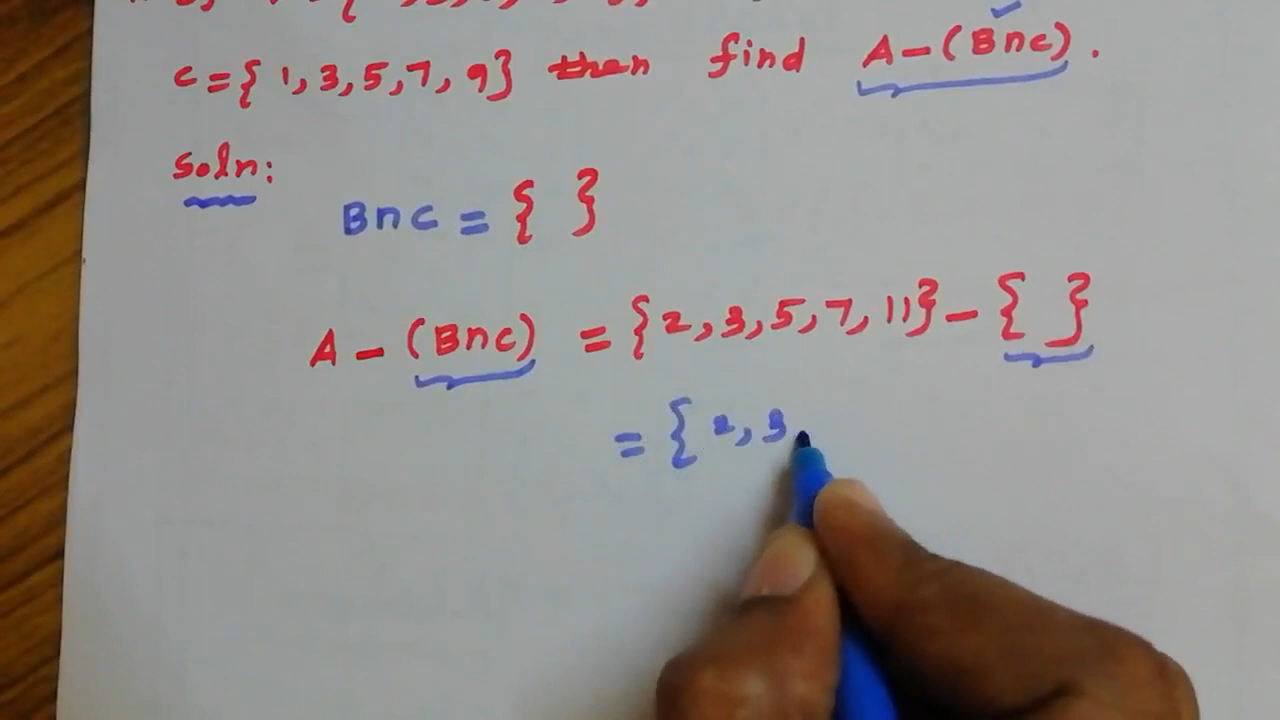 C = { 1, 3, 5, 7, 9} then find A - (B∩C).
Soln:
B∩C = { }
A - (B∩C) = {2, 3, 5, 7, 11} - { }
= { 2, 3